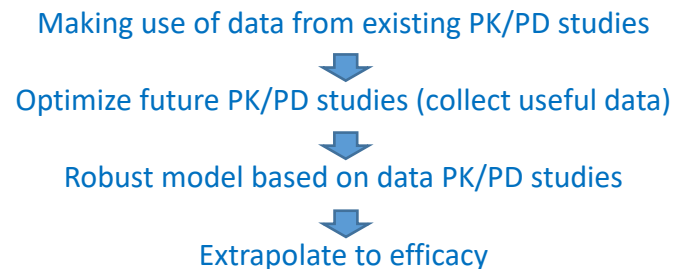 Making use of data from existing PK/PD studies
Optimize future PK/PD studies (collect useful data)
Robust model based on data PK/PD studies
Extrapolate to efficacy